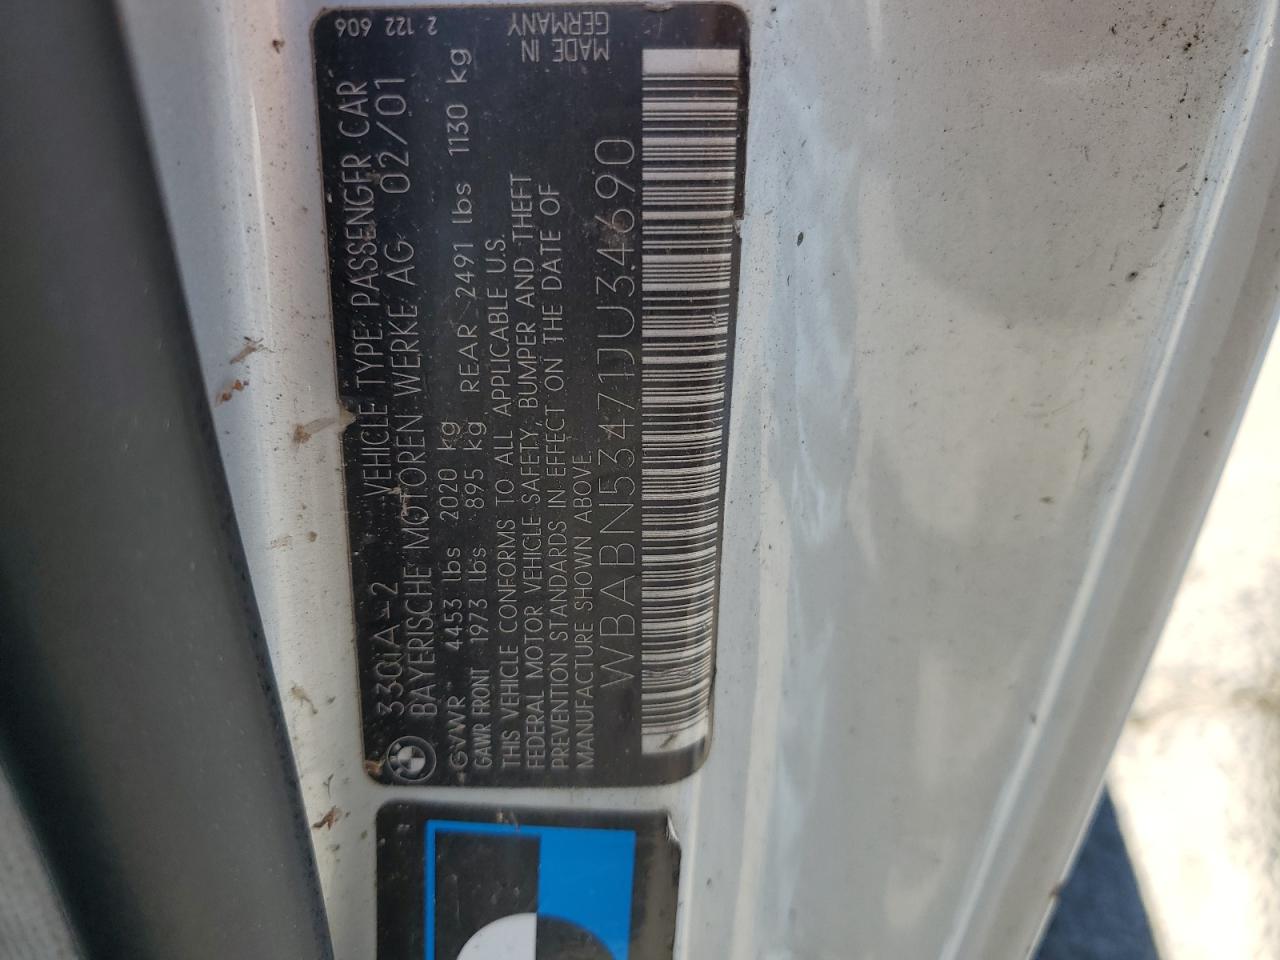 330iA-2 VEHICLE TYPE: PASSENGER CAR
BAYERISCHE MOTOREN WERKE AG 02/01
GVWR 4453 lbs 2020 kg
GAWR FRONT 1973 lbs 895 kg REAR 2491 lbs 1130 kg
THIS VEHICLE CONFORMS TO ALL APPLICABLE U.S.
FEDERAL MOTOR VEHICLE SAFETY, BUMPER AND THEFT
PREVENTION STANDARDS IN EFFECT ON THE DATE OF
MANUFACTURE SHOWN ABOVE.
WBABN53471JU34690
2 122 606
MADE IN
GERMANY
BMW